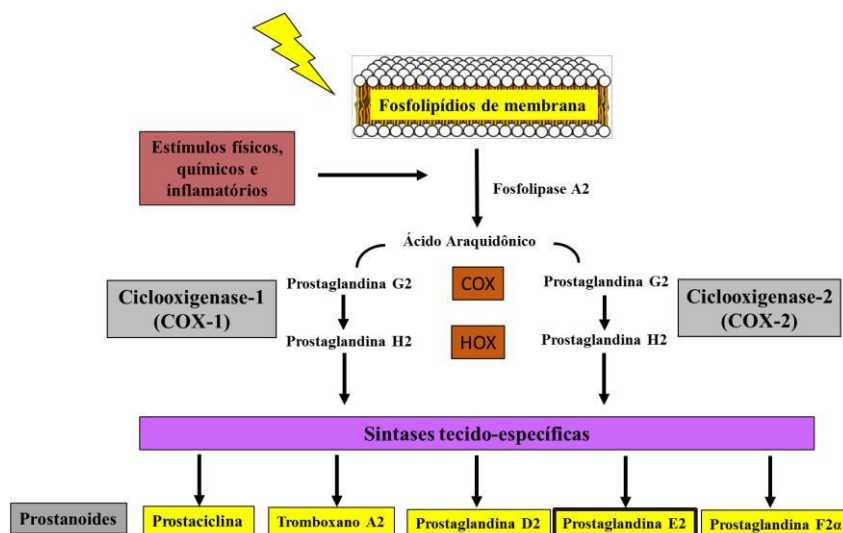 Fosfolipídios de membrana
Estímulos físicos,
químicos e
inflamatórios
Fosfolipase A2
Ácido Araquidônico
Ciclooxigenase-1
(COX-1)
Prostaglandina G2
COX
Prostaglandina G2
Ciclooxigenase-2
(COX-2)
Prostaglandina H2
HOX
Prostaglandina H2
Sintases tecido-específicas
Prostanoides
Prostaciclina
Tromboxano A2
Prostaglandina D2
Prostaglandina E2
Prostaglandina F2α